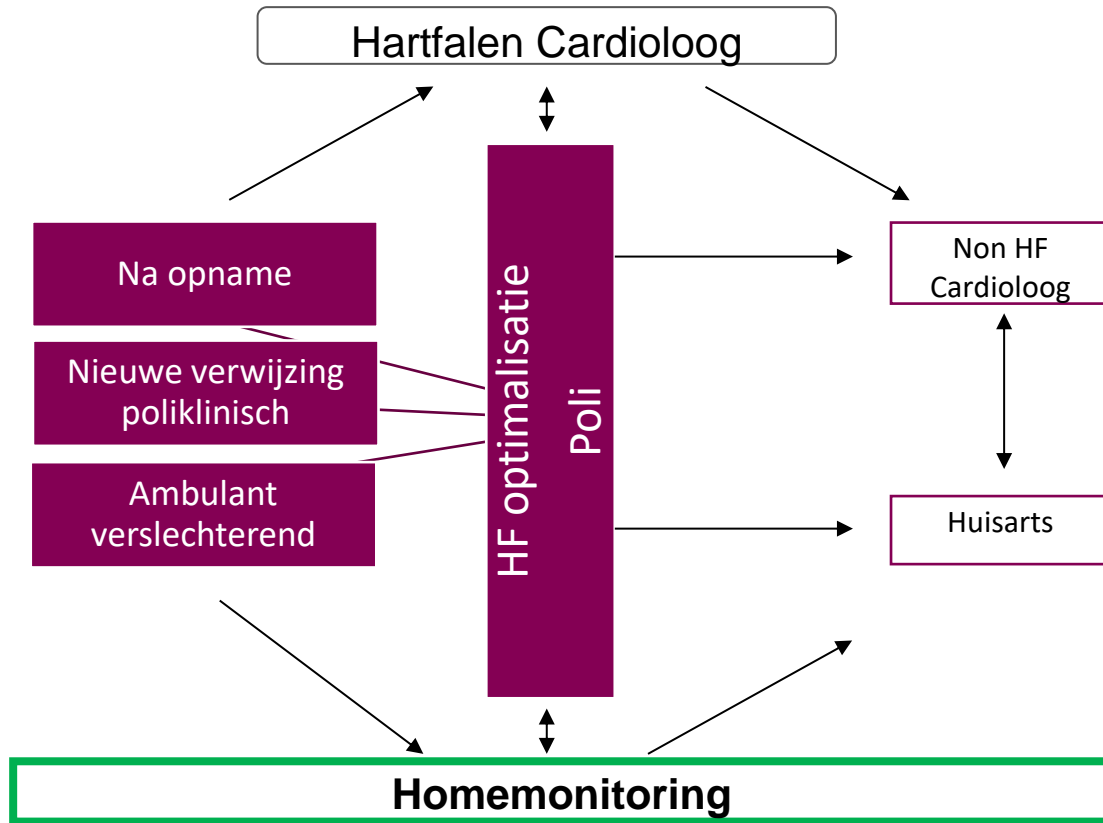 Hartfalen Cardioloog
Na opname
Nieuwe verwijzing
poliklinisch
Ambulant
verslechterend
HF optimalisatie
Poli
Non HF
Cardioloog
Huisarts
Homemonitoring